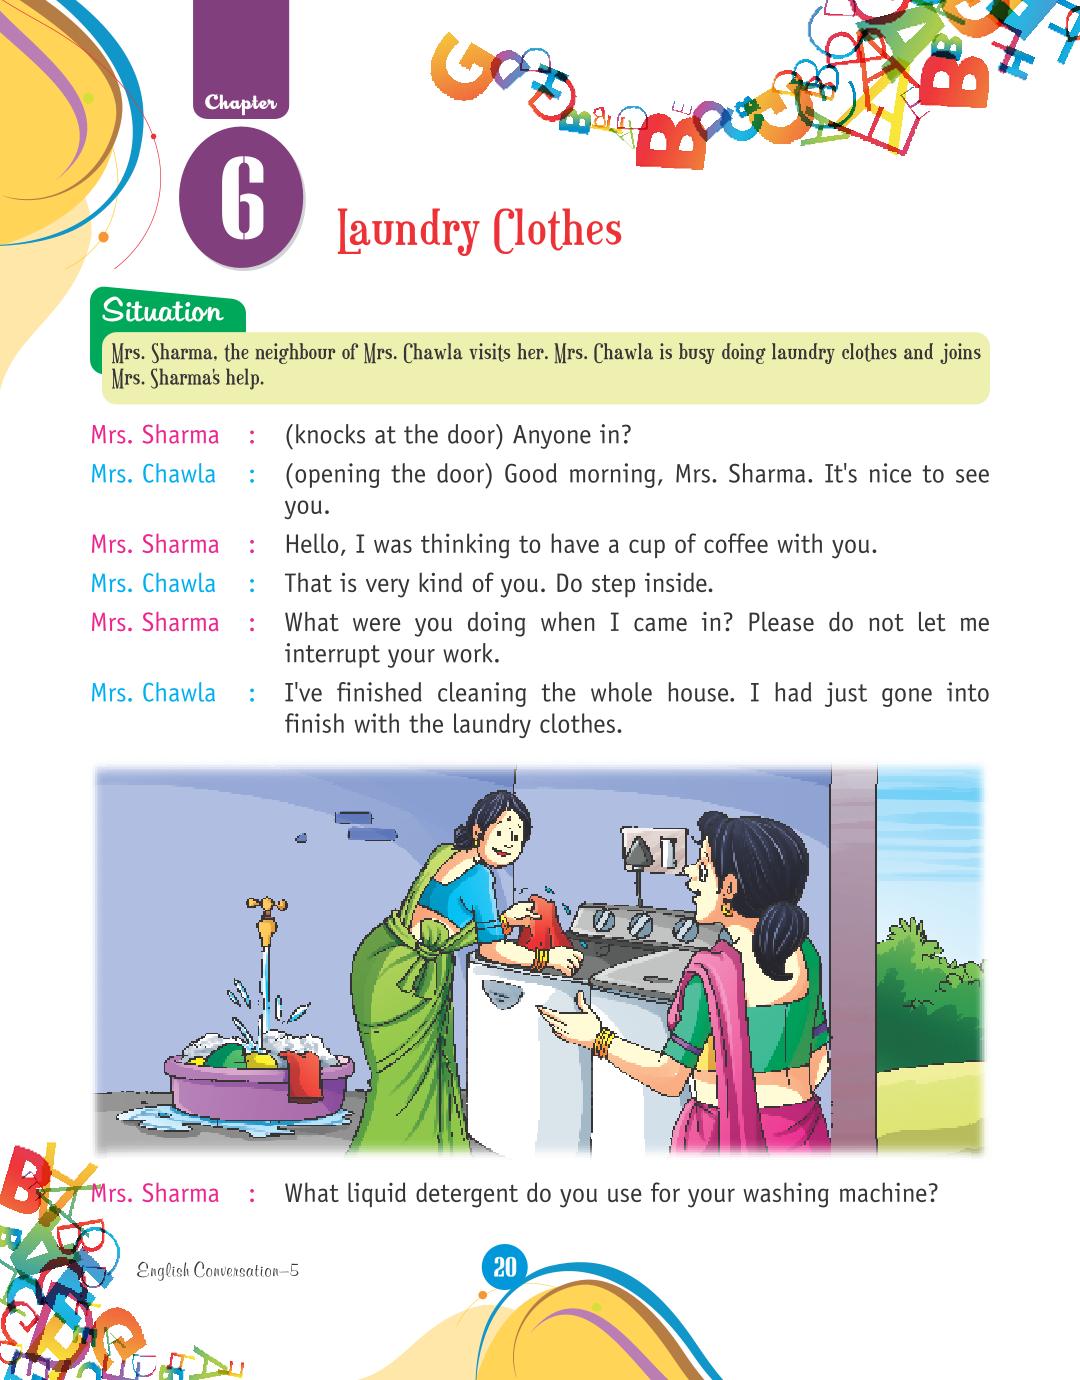 Chapter
6
Laundry Clothes
Situation
Mrs. Sharma, the neighbour of Mrs. Chawla visits her. Mrs. Chawla is busy doing laundry clothes and joins
Mrs. Sharma's help.
Mrs. Sharma : (knocks at the door) Anyone in?
Mrs. Chawla : (opening the door) Good morning, Mrs. Sharma. It's nice to see
you.
Mrs. Sharma : Hello, I was thinking to have a cup of coffee with you.
Mrs. Chawla : That is very kind of you. Do step inside.
Mrs. Sharma : What were you doing when I came in? Please do not let me
interrupt your work.
Mrs. Chawla : I've finished cleaning the whole house. I had just gone into
finish with the laundry clothes.
Mrs. Sharma : What liquid detergent do you use for your washing machine?
English Conversation–5
20